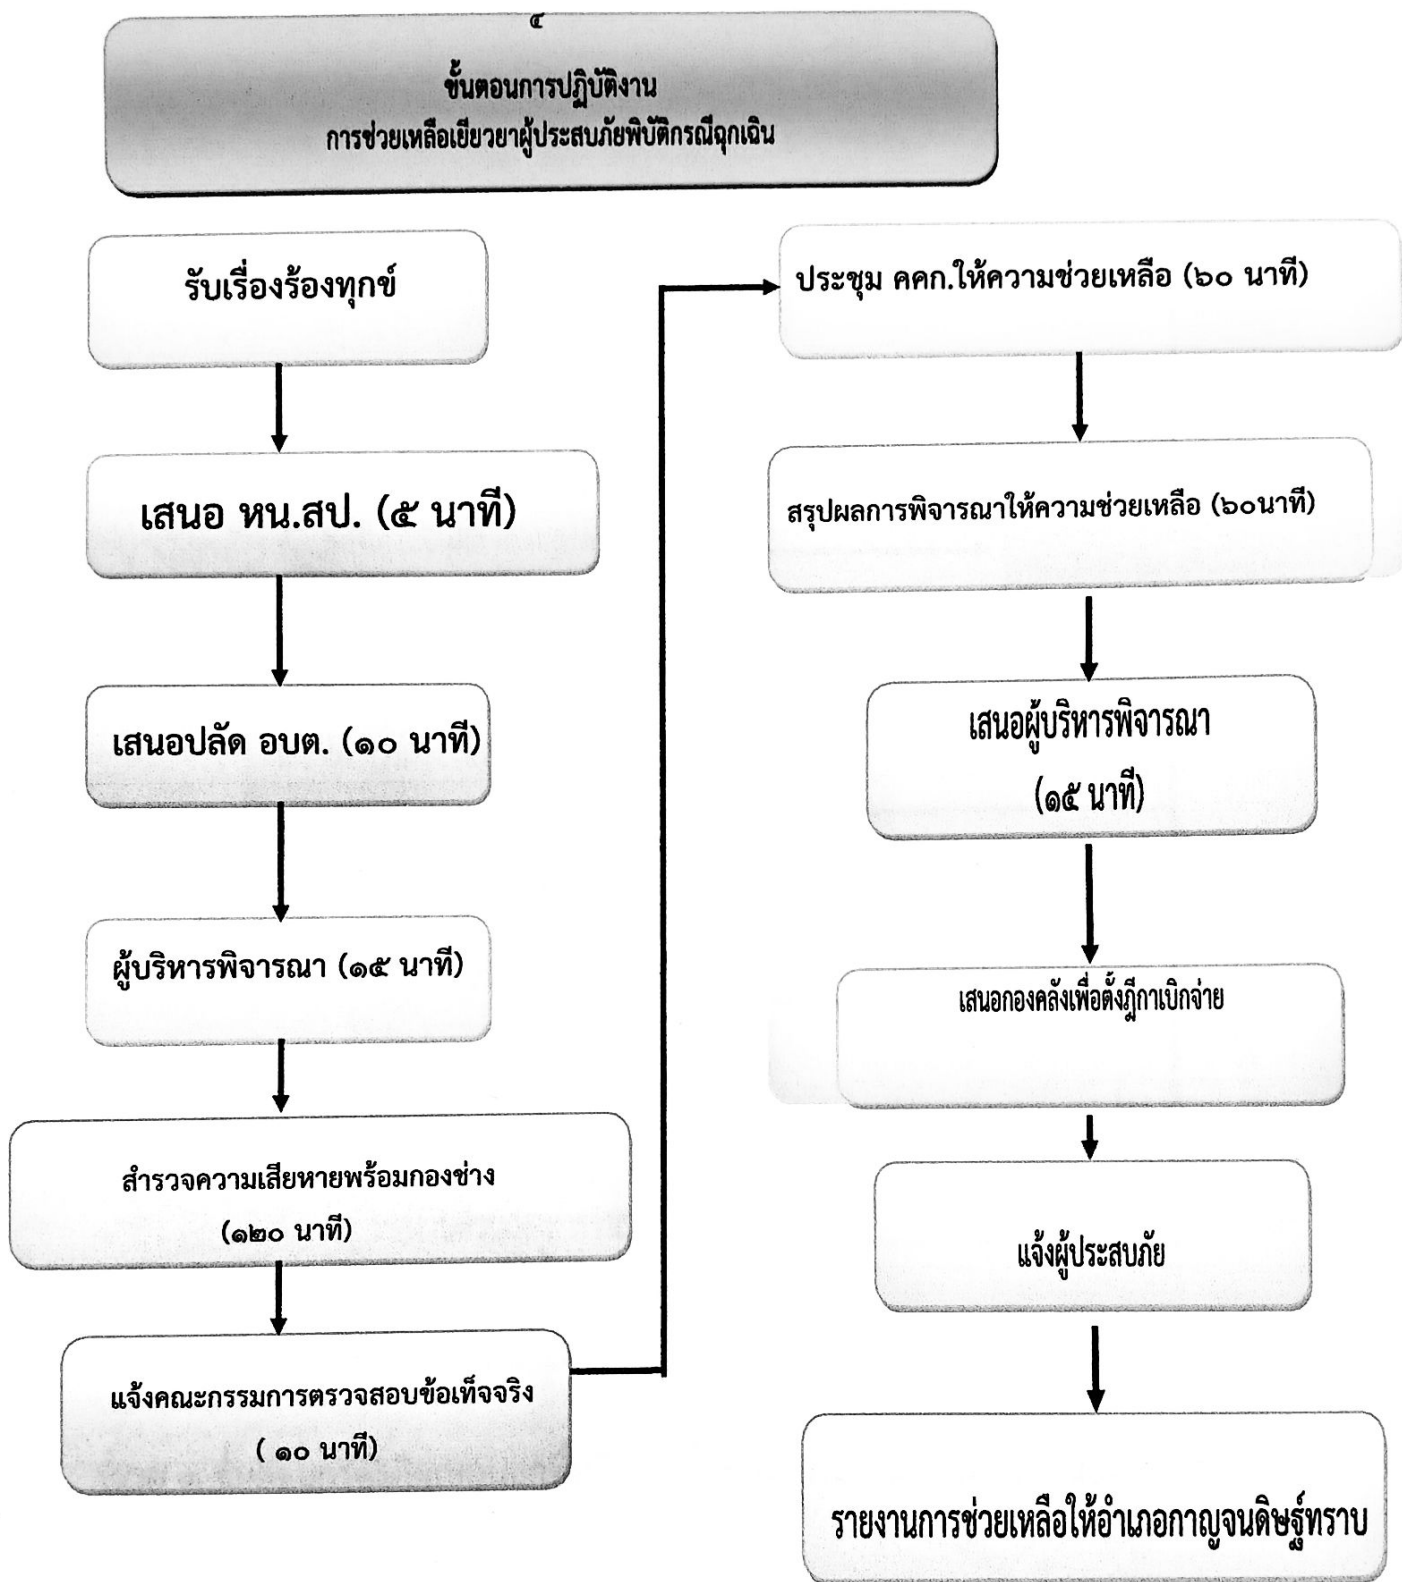 ๔
ขั้นตอนการปฏิบัติงาน
การช่วยเหลือเยียวยาผู้ประสบภัยพิบัติกรณีฉุกเฉิน
รับเรื่องร้องทุกข์
เสนอ หน.สป. (๕ นาที)
เสนอปลัด อบต. (๑๐ นาที)
ผู้บริหารพิจารณา (๑๕ นาที)
สำรวจความเสียหายพร้อมกองช่าง
(๑๒๐ นาที)
แจ้งคณะกรรมการตรวจสอบข้อเท็จจริง
( ๑๐ นาที)
ประชุม คคก.ให้ความช่วยเหลือ (๖๐ นาที)
สรุปผลการพิจารณาให้ความช่วยเหลือ (๖๐นาที)
เสนอผู้บริหารพิจารณา
(๑๕ นาที)
เสนอกองคลังเพื่อตั้งฎีกาเบิกจ่าย
แจ้งผู้ประสบภัย
รายงานการช่วยเหลือให้อำเภอกาญจนดิษฐ์ทราบ